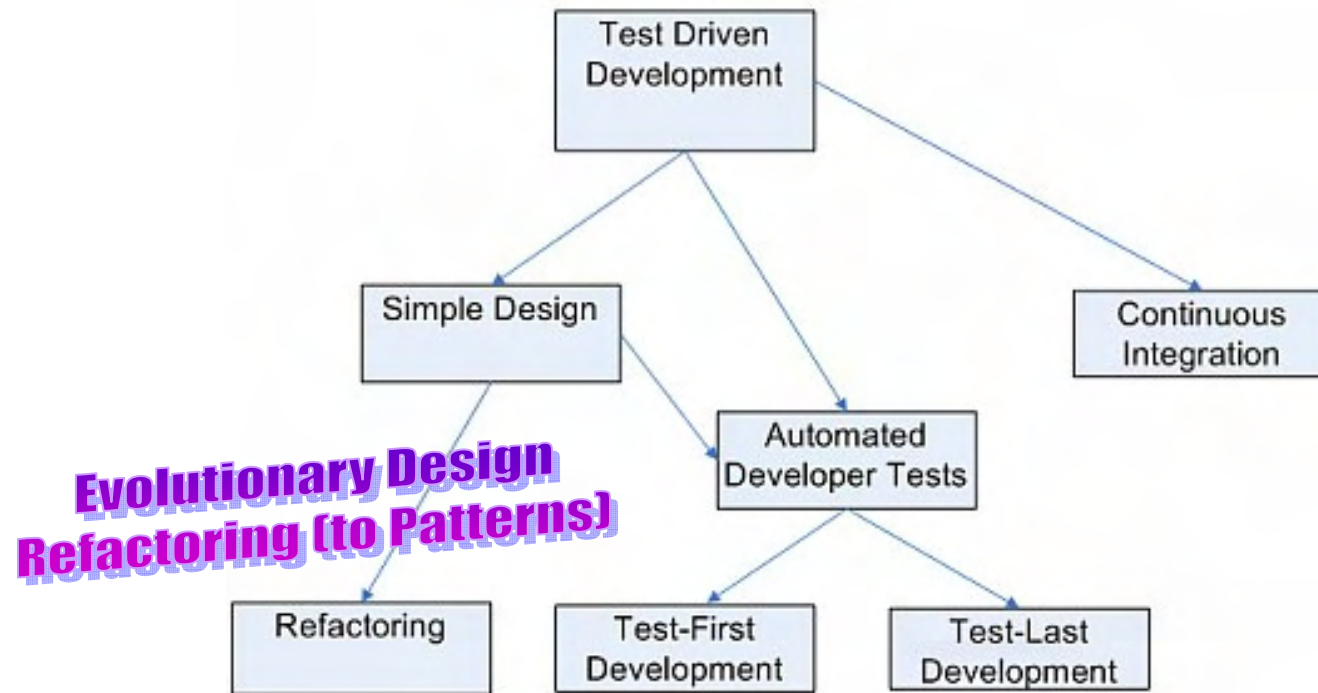 Test Driven
Development
Simple Design
Continuous
Integration
Automated
Developer Tests
Evolutionary Design
Refactoring (to Patterns)
Refactoring
Test-First
Development
Test-Last
Development